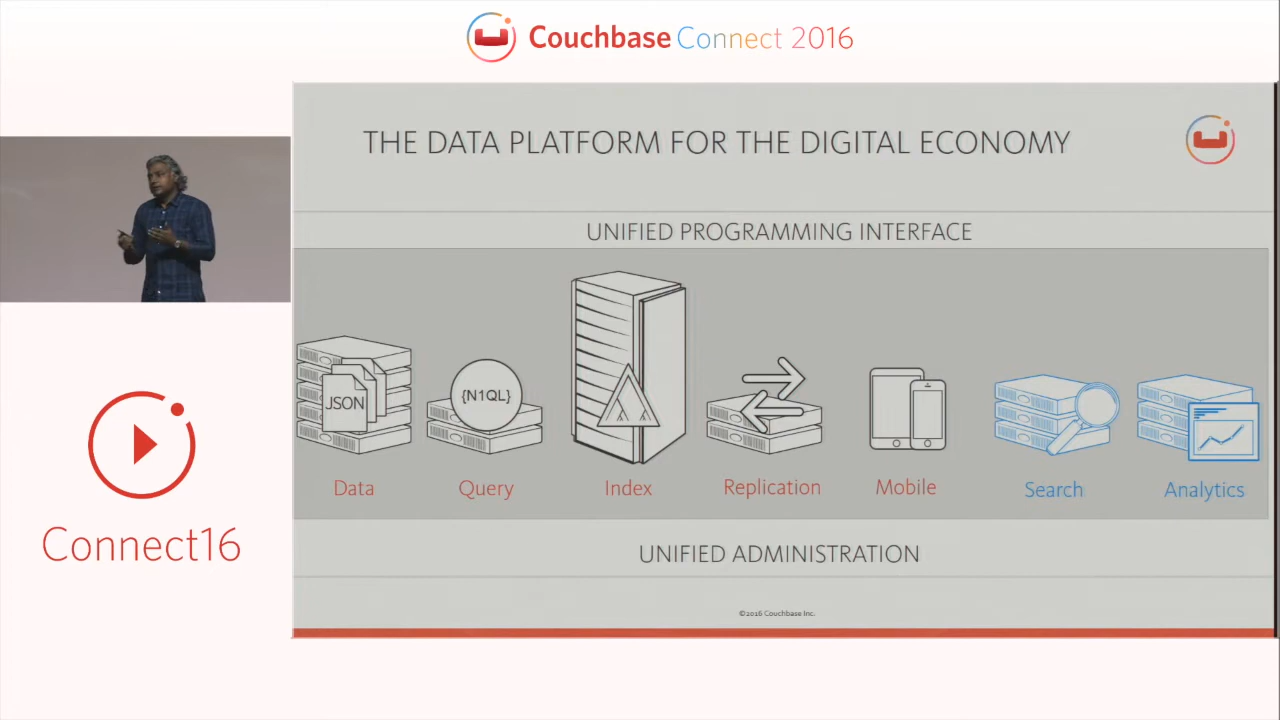 Couchbase Connect 2016
THE DATA PLATFORM FOR THE DIGITAL ECONOMY
UNIFIED PROGRAMMING INTERFACE
JSON
{N1QL}
Data Query Index Replication Mobile Search Analytics
UNIFIED ADMINISTRATION
©2016 Couchbase Inc.
Connect16